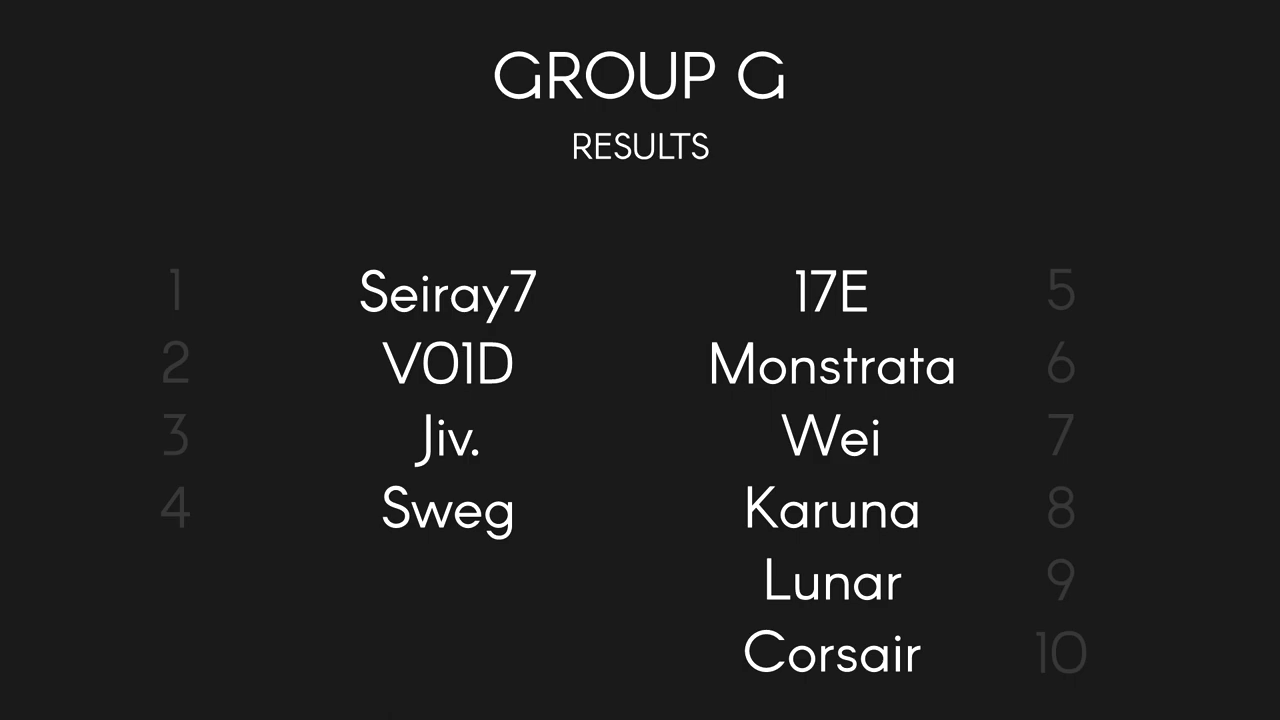 GROUP G
RESULTS
1 Seiray7
2 V01D
3 Jiv.
4 Sweg
17E 5
Monstrata 6
Wei 7
Karuna 8
Lunar 9
Corsair 10